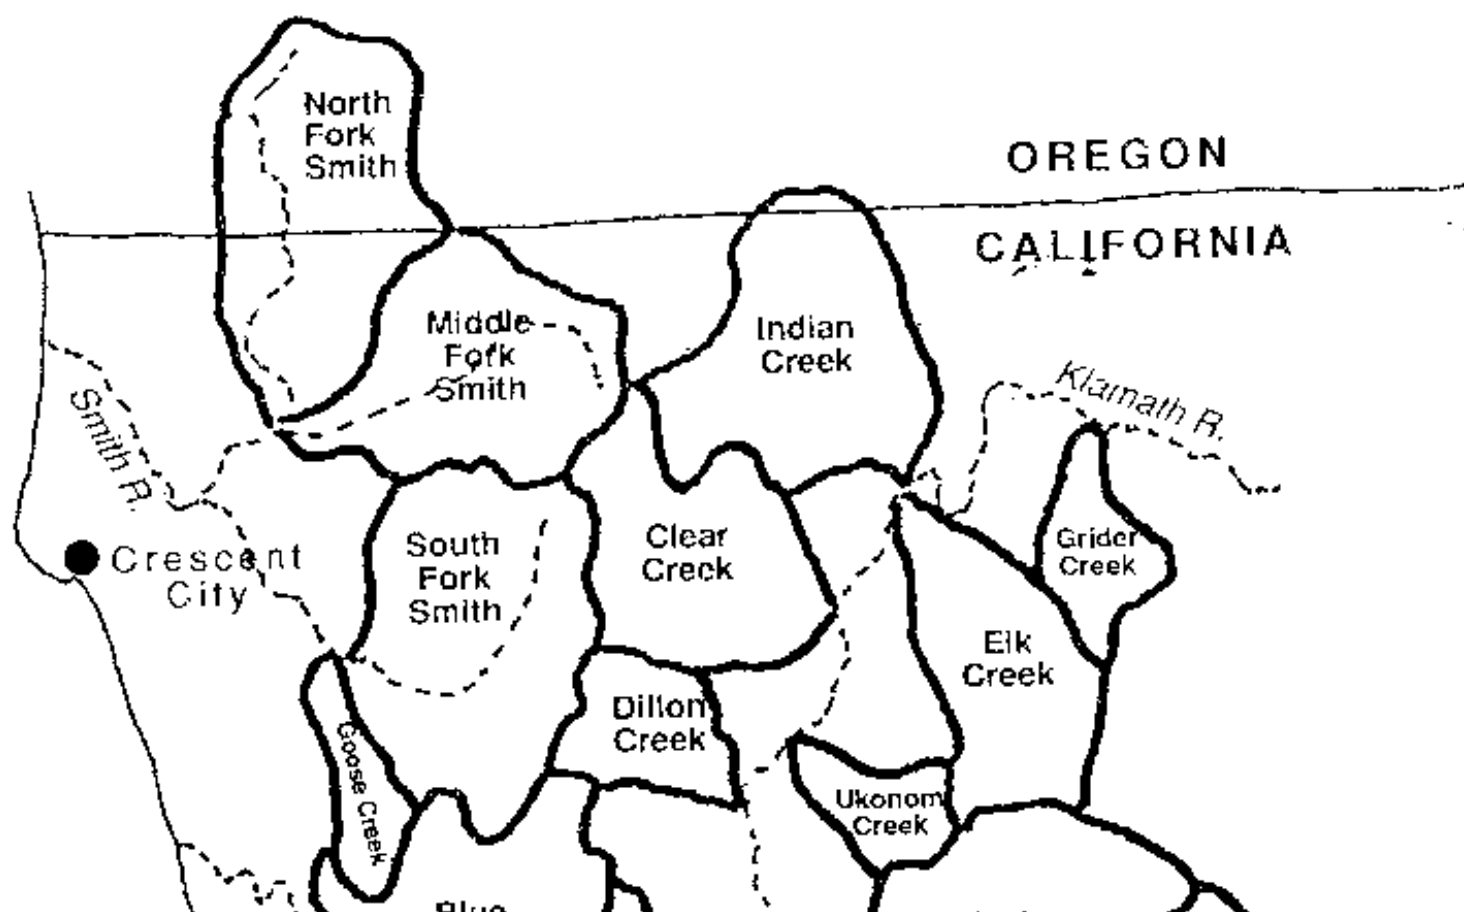 North
Fork
Smith
OREGON
CALIFORNIA
Middle
Fork
Smith
Indian
Creek
Klamath R.
Smith R.
Crescent
City
South
Fork
Smith
Clear
Creek
Grider
Creek
Elk
Creek
Dillon
Creek
Goose Creek
Ukonom
Creek
Blue